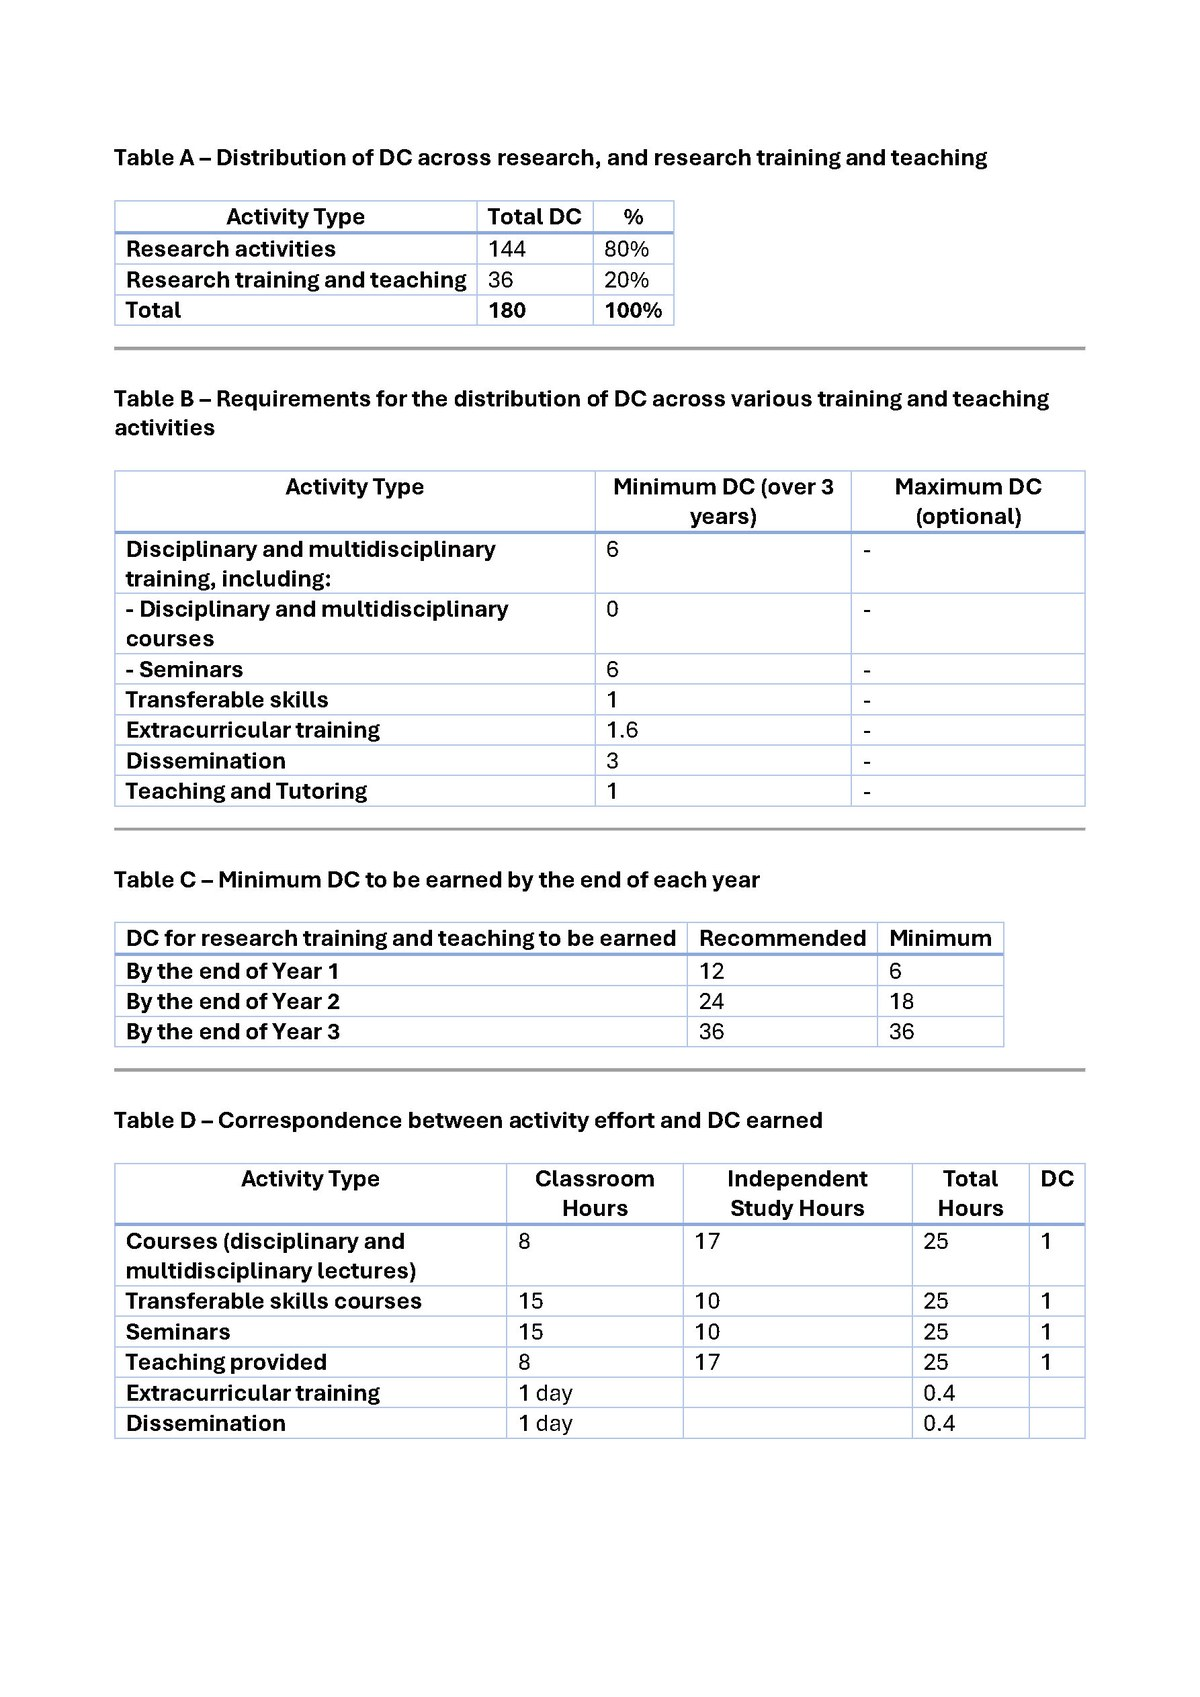 Table A – Distribution of DC across research, and research training and teaching
Activity Type Total DC %
Research activities 144 80%
Research training and teaching 36 20%
Total 180 100%
Table B – Requirements for the distribution of DC across various training and teaching
activities
Activity Type Minimum DC (over 3 Maximum DC
years) (optional)
Disciplinary and multidisciplinary 6 -
training, including:
- Disciplinary and multidisciplinary 0 -
courses
- Seminars 6 -
Transferable skills 1 -
Extracurricular training 1.6 -
Dissemination 3 -
Teaching and Tutoring 1 -
Table C – Minimum DC to be earned by the end of each year
DC for research training and teaching to be earned Recommended Minimum
By the end of Year 1 12 6
By the end of Year 2 24 18
By the end of Year 3 36 36
Table D – Correspondence between activity effort and DC earned
Activity Type Classroom Independent Total DC
Hours Study Hours Hours
Courses (disciplinary and 8 17 25 1
multidisciplinary lectures)
Transferable skills courses 15 10 25 1
Seminars 15 10 25 1
Teaching provided 8 17 25 1
Extracurricular training 1 day 0.4
Dissemination 1 day 0.4